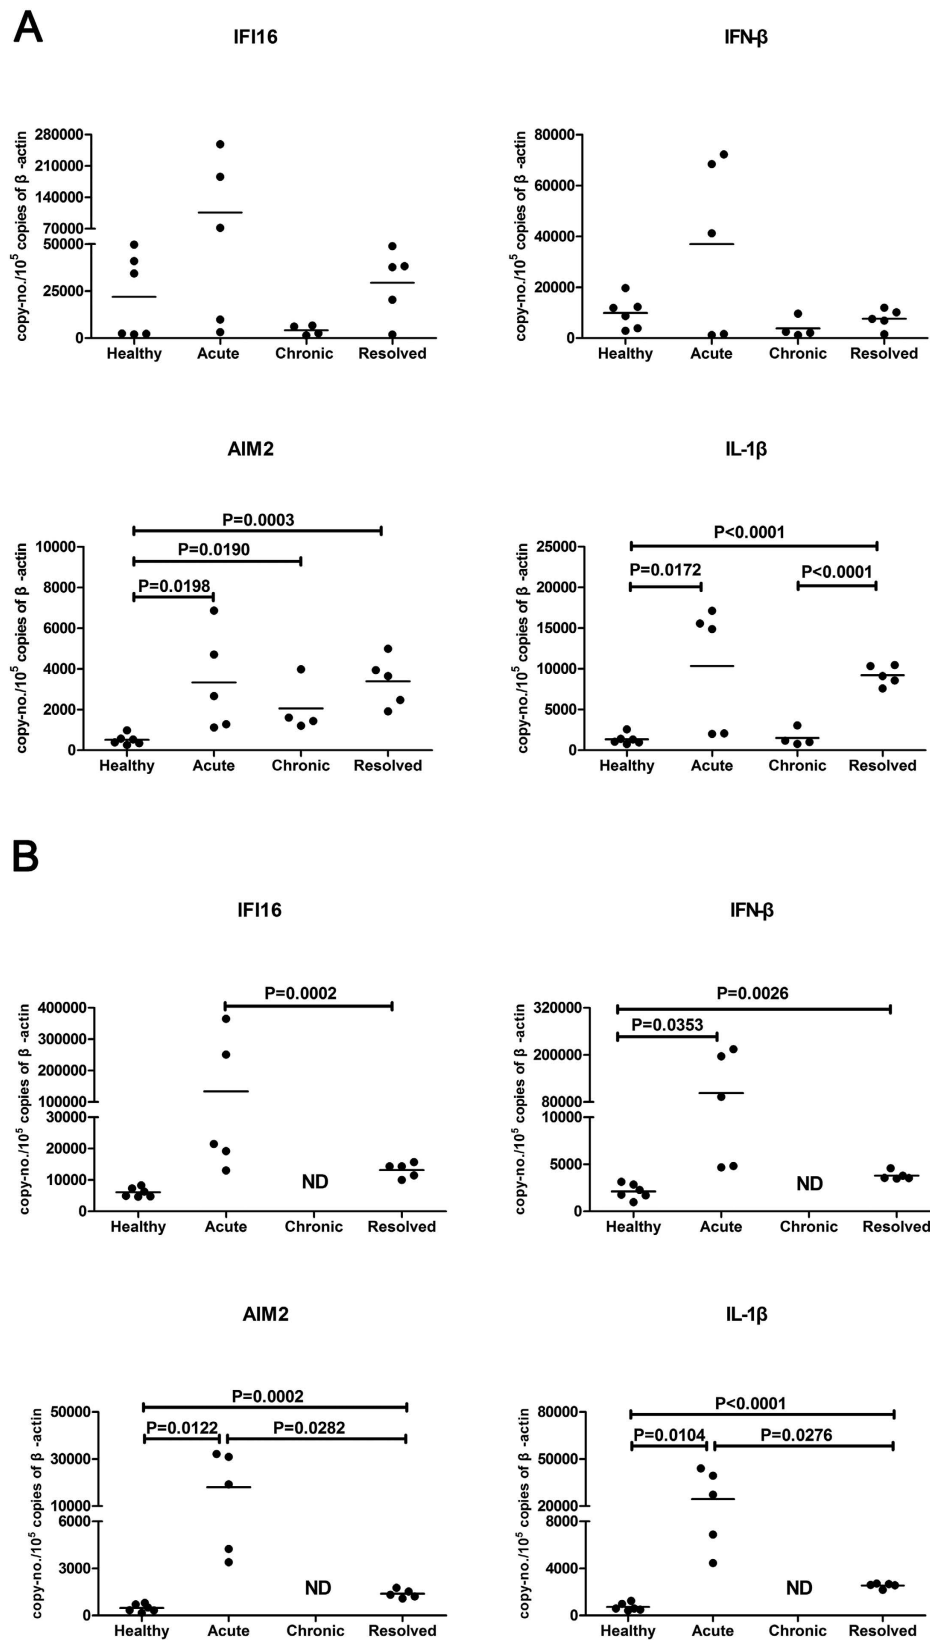 A
IFI16
copy-no./10⁵ copies of β -actin
280000
210000
140000
70000
50000
25000
0
Healthy Acute Chronic Resolved
IFN-β
80000
60000
40000
20000
0
Healthy Acute Chronic Resolved
AIM2
P=0.0003
P=0.0190
P=0.0198
copy-no./10⁵ copies of β -actin
10000
8000
6000
4000
2000
0
Healthy Acute Chronic Resolved
IL-1β
P<0.0001
P=0.0172
P<0.0001
copy-no./10⁵ copies of β -actin
25000
20000
15000
10000
5000
0
Healthy Acute Chronic Resolved
B
IFI16
P=0.0002
copy-no./10⁵ copies of β -actin
400000
300000
200000
100000
30000
20000
10000
0
ND
Healthy Acute Chronic Resolved
IFN-β
P=0.0026
P=0.0353
copy-no./10⁵ copies of β -actin
320000
200000
80000
10000
5000
0
ND
Healthy Acute Chronic Resolved
AIM2
P=0.0002
P=0.0122 P=0.0282
copy-no./10⁵ copies of β -actin
50000
30000
10000
6000
3000
0
ND
Healthy Acute Chronic Resolved
IL-1β
P<0.0001
P=0.0104 P=0.0276
copy-no./10⁵ copies of β -actin
80000
50000
20000
8000
4000
0
ND
Healthy Acute Chronic Resolved